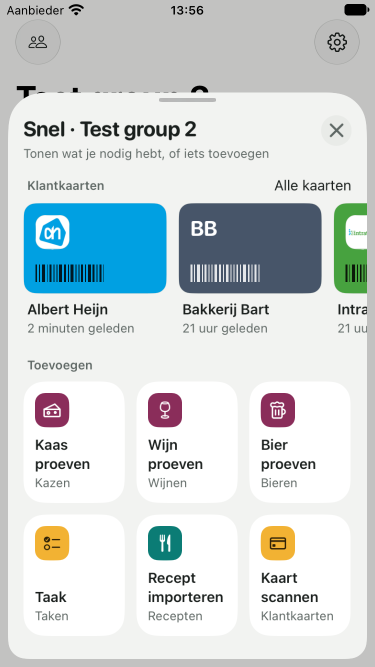 Aanbieder 13:56
Snel · Test group 2
Tonen wat je nodig hebt, of iets toevoegen
Klantkaarten Alle kaarten
BB
Albert Heijn Bakkerij Bart
2 minuten geleden 21 uur geleden
Toevoegen
Kaas proeven
Kazen
Wijn proeven
Wijnen
Bier proeven
Bieren
Taak
Taken
Recept importeren
Recepten
Kaart scannen
Klantkaarten